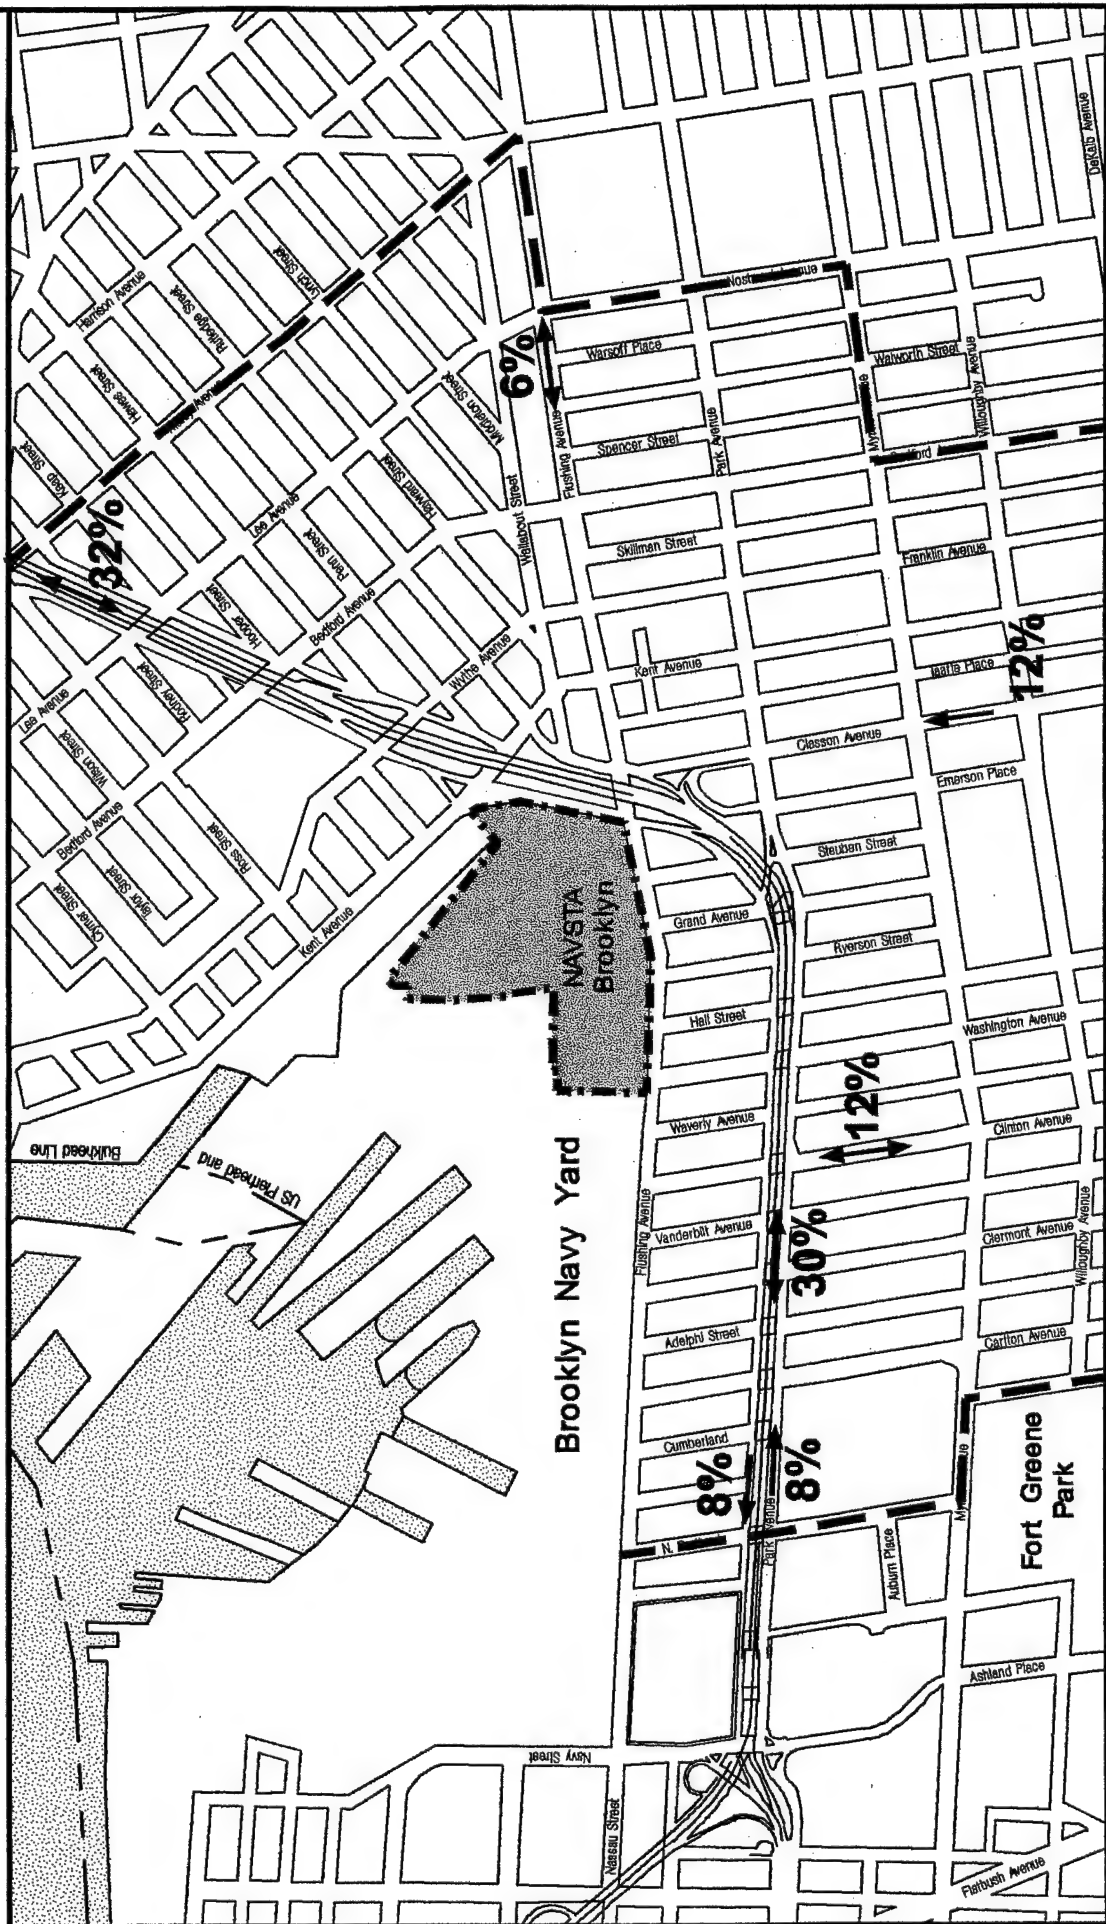 DeKalb Avenue
Harrison Avenue
Lynch Street
Rutledge Street
Hewes Street
Keap Street
32%
Lee Avenue
Middleton Street
Heyward Street
Penn Street
Hooper Street
Bedford Avenue
Rodney Street
Wythe Avenue
Lee Avenue
Wilson Street
Bedford Avenue
Taylor Street
Clymer Street
Ross Street
Kent Avenue
6%
Wallabout Street
Flushing Avenue
Warsoff Place
Spencer Street
Park Avenue
Walworth Street
Willoughby Avenue
Skillman Street
Franklin Avenue
Kent Avenue
Taaffe Place
12%
Classon Avenue
Emerson Place
Steuben Street
Grand Avenue
Ryerson Street
NAVSTA
Brooklyn
Hall Street
Washington Avenue
Waverly Avenue
12%
Clinton Avenue
Bulkhead Line
US Pierhead and
Brooklyn Navy Yard
Flushing Avenue
Vanderbilt Avenue
30%
Clermont Avenue
Willoughby Avenue
Adelphi Street
Carlton Avenue
Cumberland
8%
8%
N.
Auburn Place
Fort Greene
Park
Ashland Place
Navy Street
Nassau Street
Flatbush Avenue